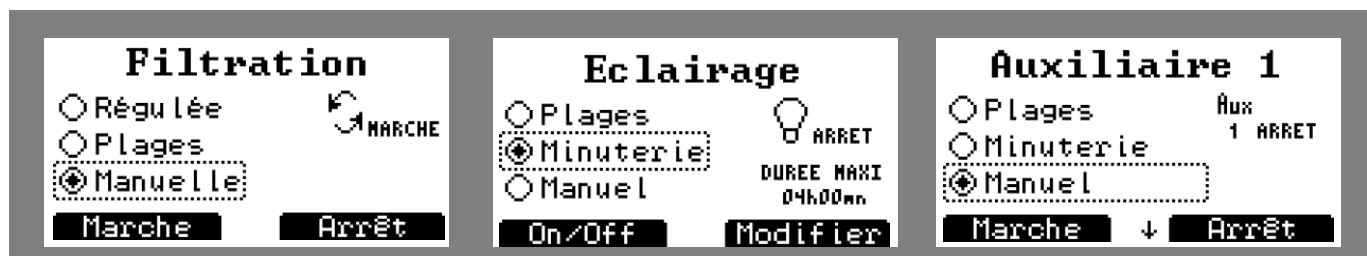 Filtration
Régulée
MARCHE
Plages
Manuelle
Marche Arrêt
Eclairage
Plages
ARRET
Minuterie
DUREE MAXI
Manuel
04h00mn
On/Off Modifier
Auxiliaire 1
Plages
Aux
1 ARRET
Minuterie
Manuel
Marche ↓ Arrêt